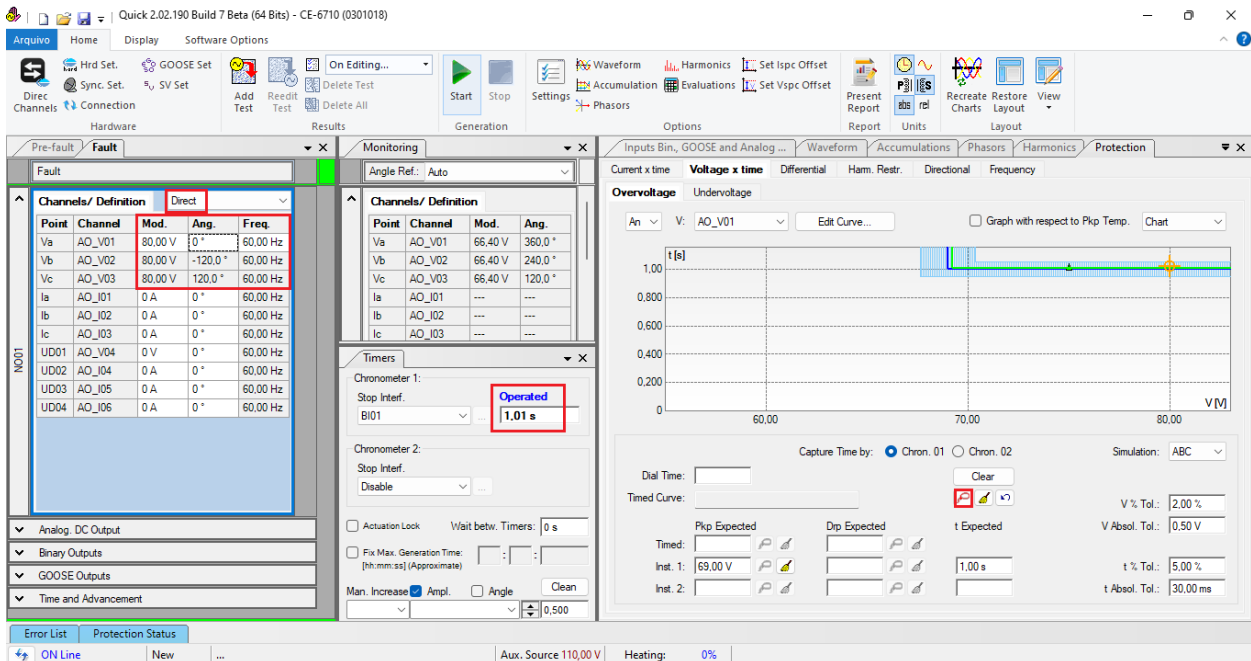 Quick 2.02.190 Build 7 Beta (64 Bits) - CE-6710 (0301018)
Arquivo Home Display Software Options
Direc Channels
Hrd Set.
Sync. Set.
Connection
GOOSE Set
SV Set
Hardware
Add Test
Reedit Test
On Editing...
Delete Test
Delete All
Results
Start
Stop
Generation
Settings
Waveform
Accumulation
Phasors
Harmonics
Evaluations
Set Ispc Offset
Set Vspc Offset
Options
Present Report
Report
abs rel
Units
Recreate Charts
Restore Layout
View
Layout
Pre-fault Fault
Fault
Channels/ Definition Direct
Point Channel Mod. Ang. Freq.
Va AO_V01 80,00 V 0 ° 60,00 Hz
Vb AO_V02 80,00 V -120,0 ° 60,00 Hz
Vc AO_V03 80,00 V 120,0 ° 60,00 Hz
Ia AO_I01 0 A 0 ° 60,00 Hz
Ib AO_I02 0 A 0 ° 60,00 Hz
Ic AO_I03 0 A 0 ° 60,00 Hz
UD01 AO_V04 0 V 0 ° 60,00 Hz
UD02 AO_I04 0 A 0 ° 60,00 Hz
UD03 AO_I05 0 A 0 ° 60,00 Hz
UD04 AO_I06 0 A 0 ° 60,00 Hz
NO01
Analog. DC Output
Binary Outputs
GOOSE Outputs
Time and Advancement
Monitoring
Angle Ref.: Auto
Channels/ Definition
Point Channel Mod. Ang.
Va AO_V01 66,40 V 360,0 °
Vb AO_V02 66,40 V 240,0 °
Vc AO_V03 66,40 V 120,0 °
Ia AO_I01 --- ---
Ib AO_I02 --- ---
Ic AO_I03 --- ---
Timers
Chronometer 1:
Stop Interf. Operated
BI01 ... 1,01 s
Chronometer 2:
Stop Interf.
Disable ...
Actuation Lock Wait betw. Timers: 0 s
Fix Max. Generation Time: : :
[hh:mm:ss] (Approximate)
Man. Increase Ampl. Angle Clean
0,500
Inputs Bin., GOOSE and Analog ... Waveform Accumulations Phasors Harmonics Protection
Current x time Voltage x time Differential Harm. Restr. Directional Frequency
Overvoltage Undervoltage
An V: AO_V01 Edit Curve... Graph with respect to Pkp Temp. Chart
t [s]
1,00
0,800
0,600
0,400
0,200
0
V [V]
60,00 70,00 80,00
Capture Time by: Chron. 01 Chron. 02 Simulation: ABC
Dial Time: Clear
Timed Curve: V % Tol.: 2,00 %
Pkp Expected Drp Expected t Expected V Absol. Tol.: 0,50 V
Timed:
Inst. 1: 69,00 V 1,00 s t % Tol.: 5,00 %
Inst. 2: t Absol. Tol.: 30,00 ms
Error List Protection Status
ON Line New ... Aux. Source 110,00 V Heating: 0%